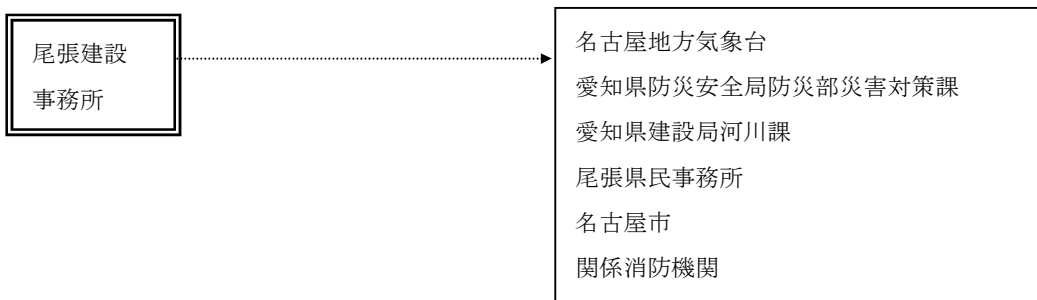 尾張建設
事務所
名古屋地方気象台
愛知県防災安全局防災部災害対策課
愛知県建設局河川課
尾張県民事務所
名古屋市
関係消防機関